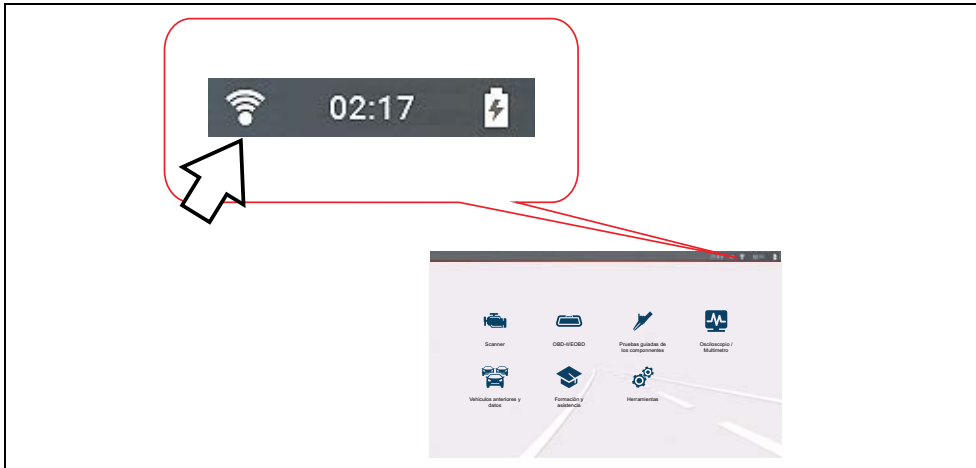 02:17
Scanner
OBD-II/EOBD
Pruebas guiadas de
los componentes
Osciloscopio /
Multímetro
Vehículos anteriores y
datos
Formación y
asistencia
Herramientas